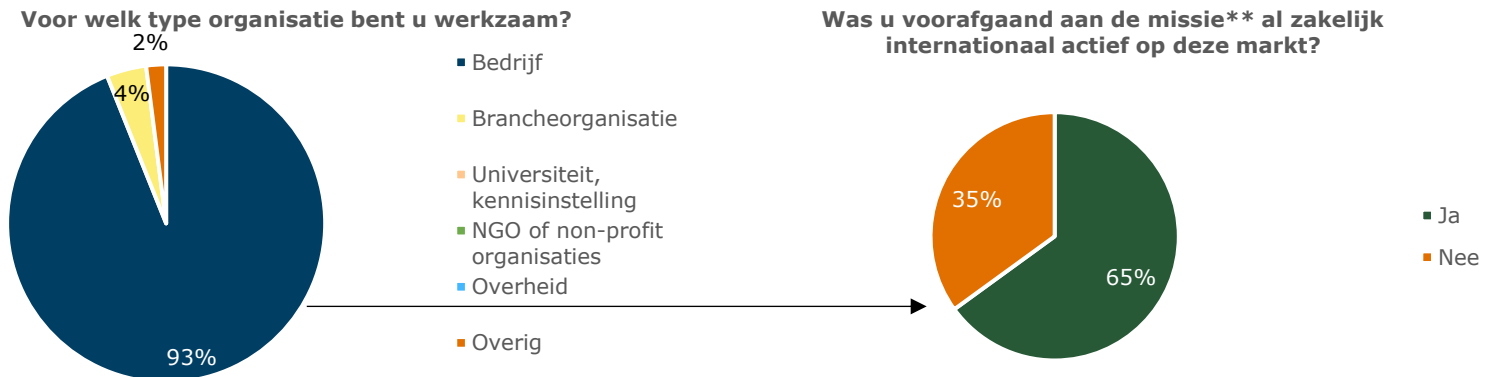 Voor welk type organisatie bent u werkzaam?
2%
4%
93%
Bedrijf
Brancheorganisatie
Universiteit,
kennisinstelling
NGO of non-profit
organisaties
Overheid
Overig
Was u voorafgaand aan de missie** al zakelijk
internationaal actief op deze markt?
35%
65%
Ja
Nee